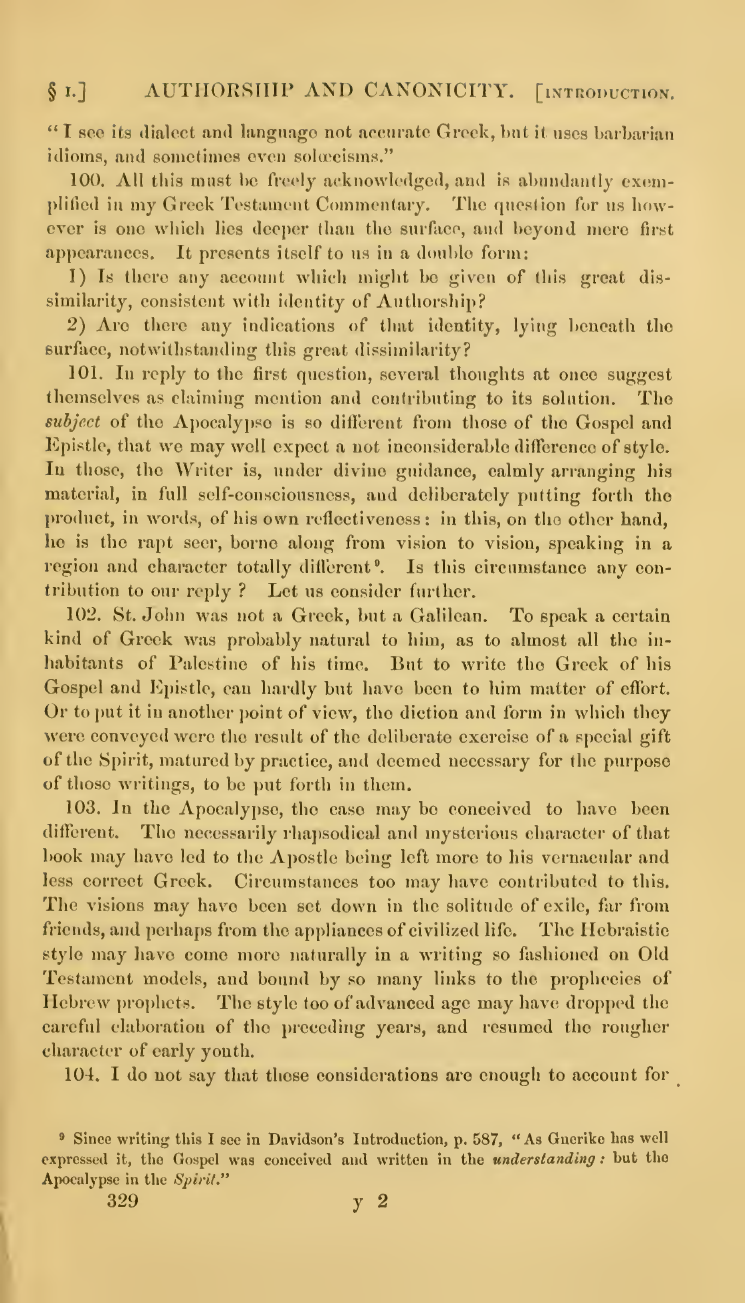 § I.] AUTHORSHIP AND CANONICITY. [INTRODUCTION.
“I see its dialect and language not accurate Greek, but it uses barbarian
idioms, and sometimes even solœcisms.”
100. All this must be freely acknowledged, and is abundantly exem-
plified in my Greek Testament Commentary. The question for us how-
ever is one which lies deeper than the surface, and beyond mere first
appearances. It presents itself to us in a double form:
1) Is there any account which might be given of this great dis-
similarity, consistent with identity of Authorship?
2) Are there any indications of that identity, lying beneath the
surface, notwithstanding this great dissimilarity?
101. In reply to the first question, several thoughts at once suggest
themselves as claiming mention and contributing to its solution. The
subject of the Apocalypse is so different from those of the Gospel and
Epistle, that we may well expect a not inconsiderable difference of style.
In those, the Writer is, under divine guidance, calmly arranging his
material, in full self-consciousness, and deliberately putting forth the
product, in words, of his own reflectiveness: in this, on the other hand,
he is the rapt seer, borne along from vision to vision, speaking in a
region and character totally different⁹. Is this circumstance any con-
tribution to our reply? Let us consider further.
102. St. John was not a Greek, but a Galilean. To speak a certain
kind of Greek was probably natural to him, as to almost all the in-
habitants of Palestine of his time. But to write the Greek of his
Gospel and Epistle, can hardly but have been to him matter of effort.
Or to put it in another point of view, the diction and form in which they
were conveyed were the result of the deliberate exercise of a special gift
of the Spirit, matured by practice, and deemed necessary for the purpose
of those writings, to be put forth in them.
103. In the Apocalypse, the case may be conceived to have been
different. The necessarily rhapsodical and mysterious character of that
book may have led to the Apostle being left more to his vernacular and
less correct Greek. Circumstances too may have contributed to this.
The visions may have been set down in the solitude of exile, far from
friends, and perhaps from the appliances of civilized life. The Hebraistic
style may have come more naturally in a writing so fashioned on Old
Testament models, and bound by so many links to the prophecies of
Hebrew prophets. The style too of advanced age may have dropped the
careful elaboration of the preceding years, and resumed the rougher
character of early youth.
104. I do not say that these considerations are enough to account for
⁹ Since writing this I see in Davidson’s Introduction, p. 587, “As Guerike has well
expressed it, the Gospel was conceived and written in the understanding: but the
Apocalypse in the Spirit.”
329 y 2